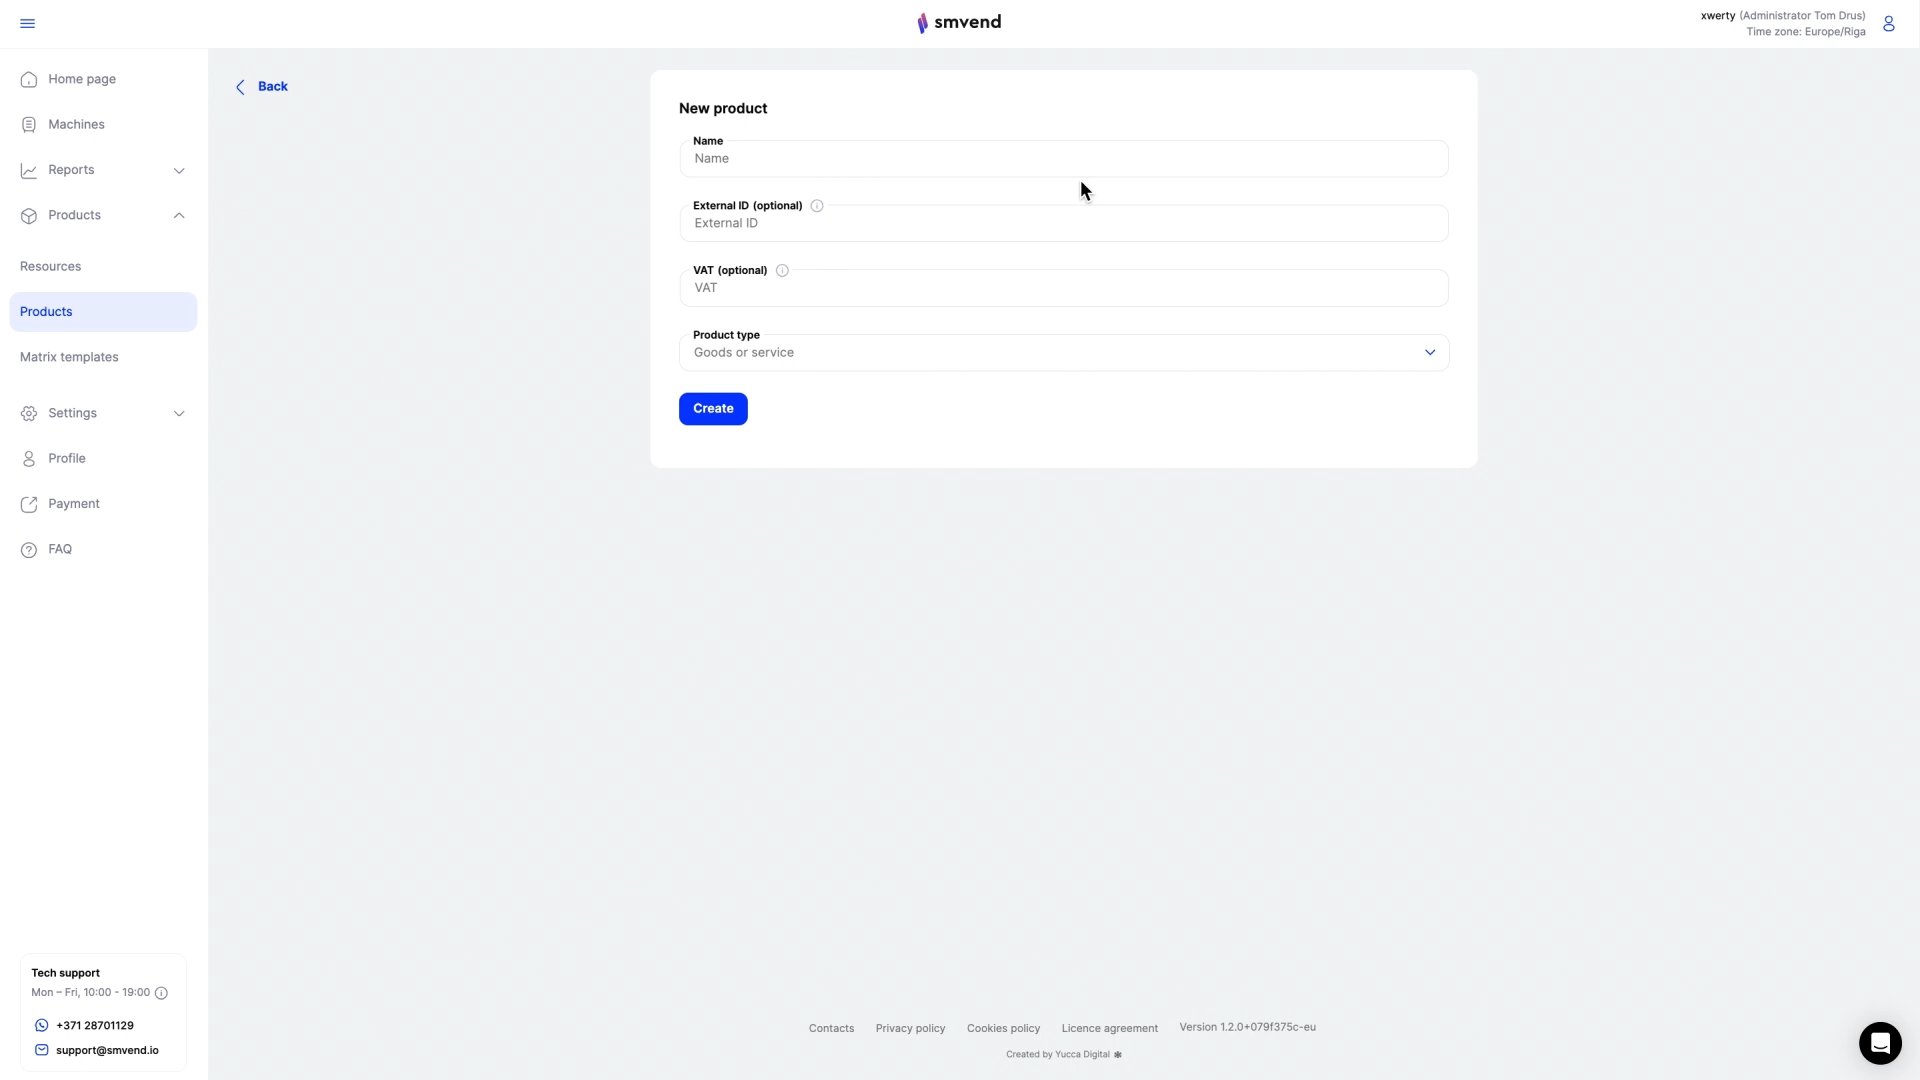 smvend
xwerty (Administrator Tom Drus)
Time zone: Europe/Riga
Home page
Machines
Reports
Products
Resources
Products
Matrix templates
Settings
Profile
Payment
FAQ
Tech support
Mon – Fri, 10:00 - 19:00
+371 28701129
support@smvend.io
Back
New product
Name
Name
External ID (optional)
External ID
VAT (optional)
VAT
Product type
Goods or service
Create
Contacts Privacy policy Cookies policy Licence agreement Version 1.2.0+079f375c-eu
Created by Yucca Digital